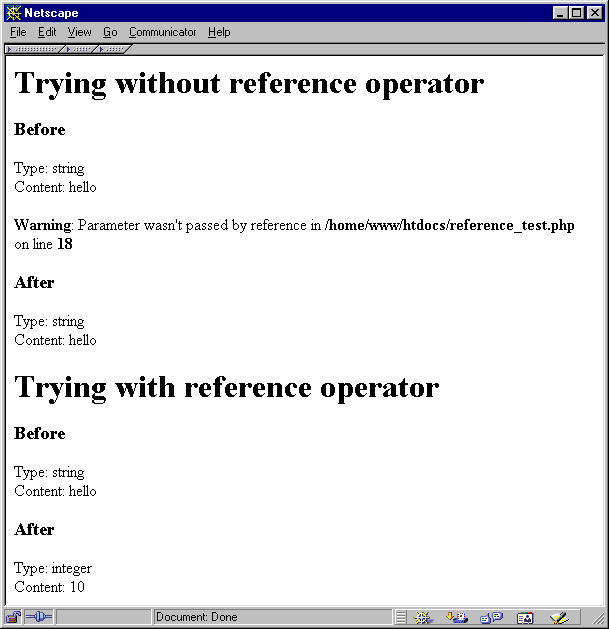 Netscape
File Edit View Go Communicator Help
Trying without reference operator
Before
Type: string
Content: hello
Warning: Parameter wasn't passed by reference in /home/www/htdocs/reference_test.php
on line 18
After
Type: string
Content: hello
Trying with reference operator
Before
Type: string
Content: hello
After
Type: integer
Content: 10
Document: Done